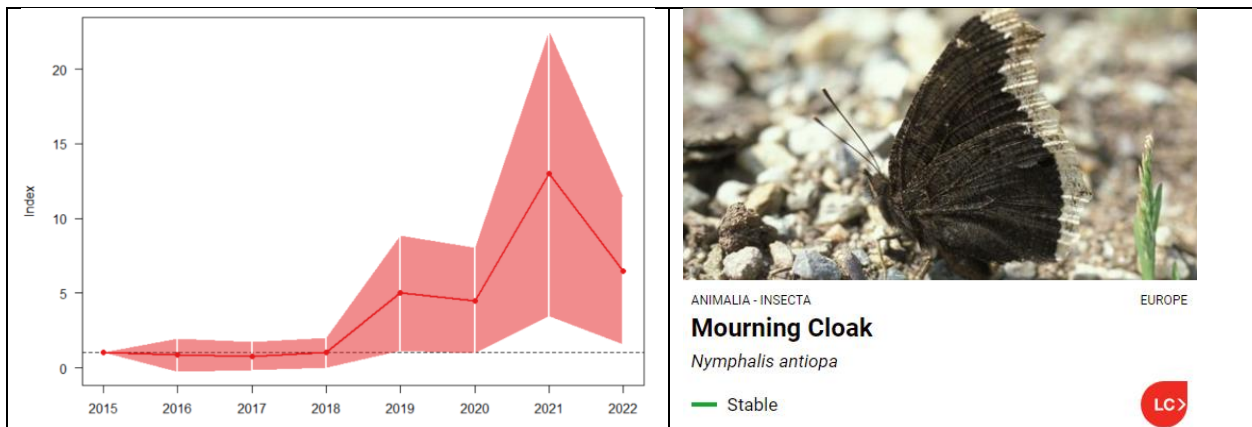 20
15
10
5
0
Index
2015 2016 2017 2018 2019 2020 2021 2022
ANIMALIA - INSECTA EUROPE
Mourning Cloak
Nymphalis antiopa
Stable
LC